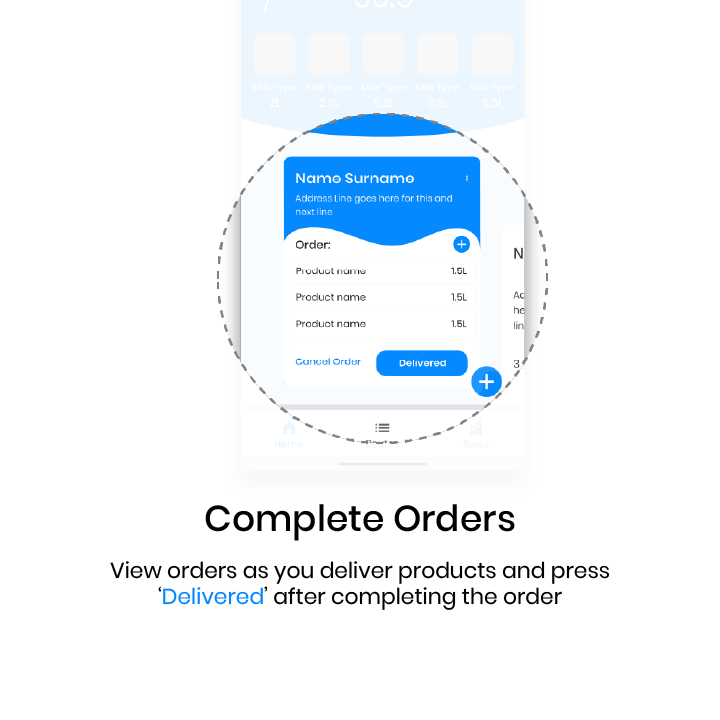 Milk Type Milk Type Milk Type Milk Type Milk Type
2L 2.5L 5.2L 3.5L 5.5L
Name Surname
Address Line goes here for this and
next line
Order:
Product name 1.5L
Product name 1.5L
Product name 1.5L
Cancel Order Delivered
N
Ad
he
lin
3
Home Sales
Complete Orders
View orders as you deliver products and press
‘Delivered’ after completing the order